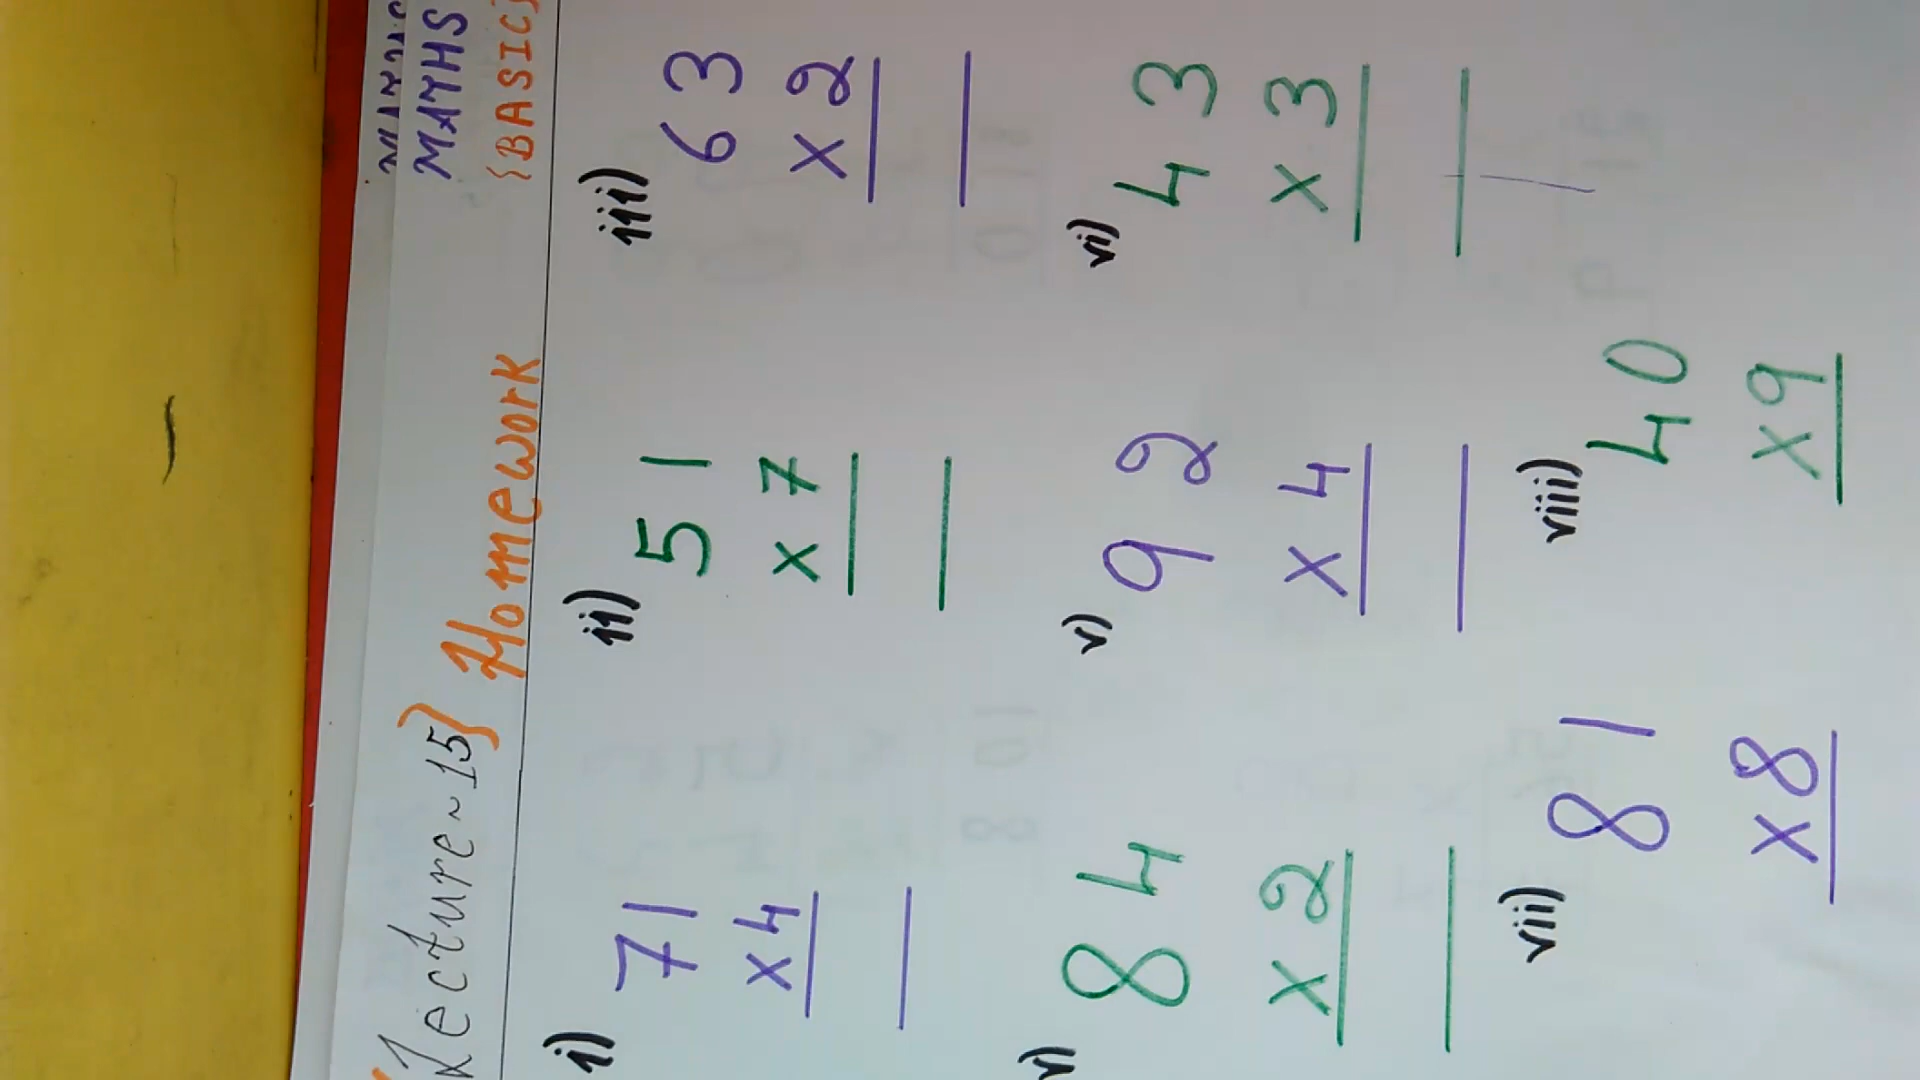 MATHS
{Lecture~15} Homework {BASIC}
i) 71 ii) 51 iii) 63
x4 x7 x2
v) 92 vi) 43
84
x2 x4 x3
vii) 81 viii) 40
x8 x9